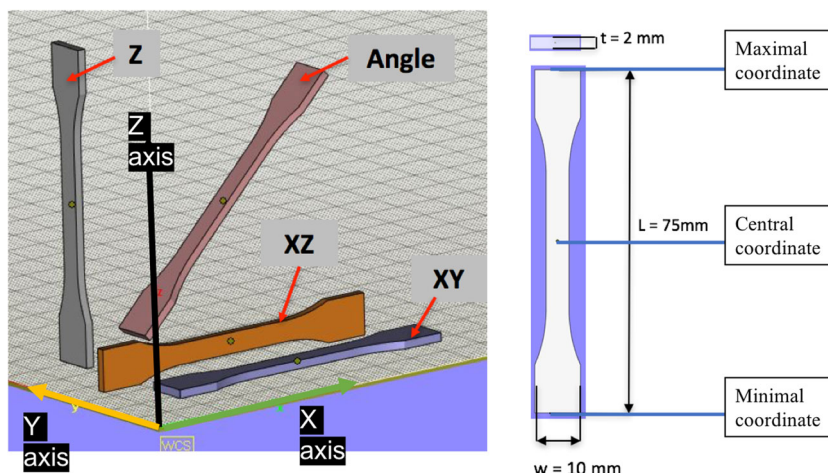 Z
Angle
Z
axis
XZ
XY
z
Y
axis
y
WCS
X
axis
t = 2 mm
Maximal
coordinate
L = 75mm
Central
coordinate
Minimal
coordinate
w = 10 mm